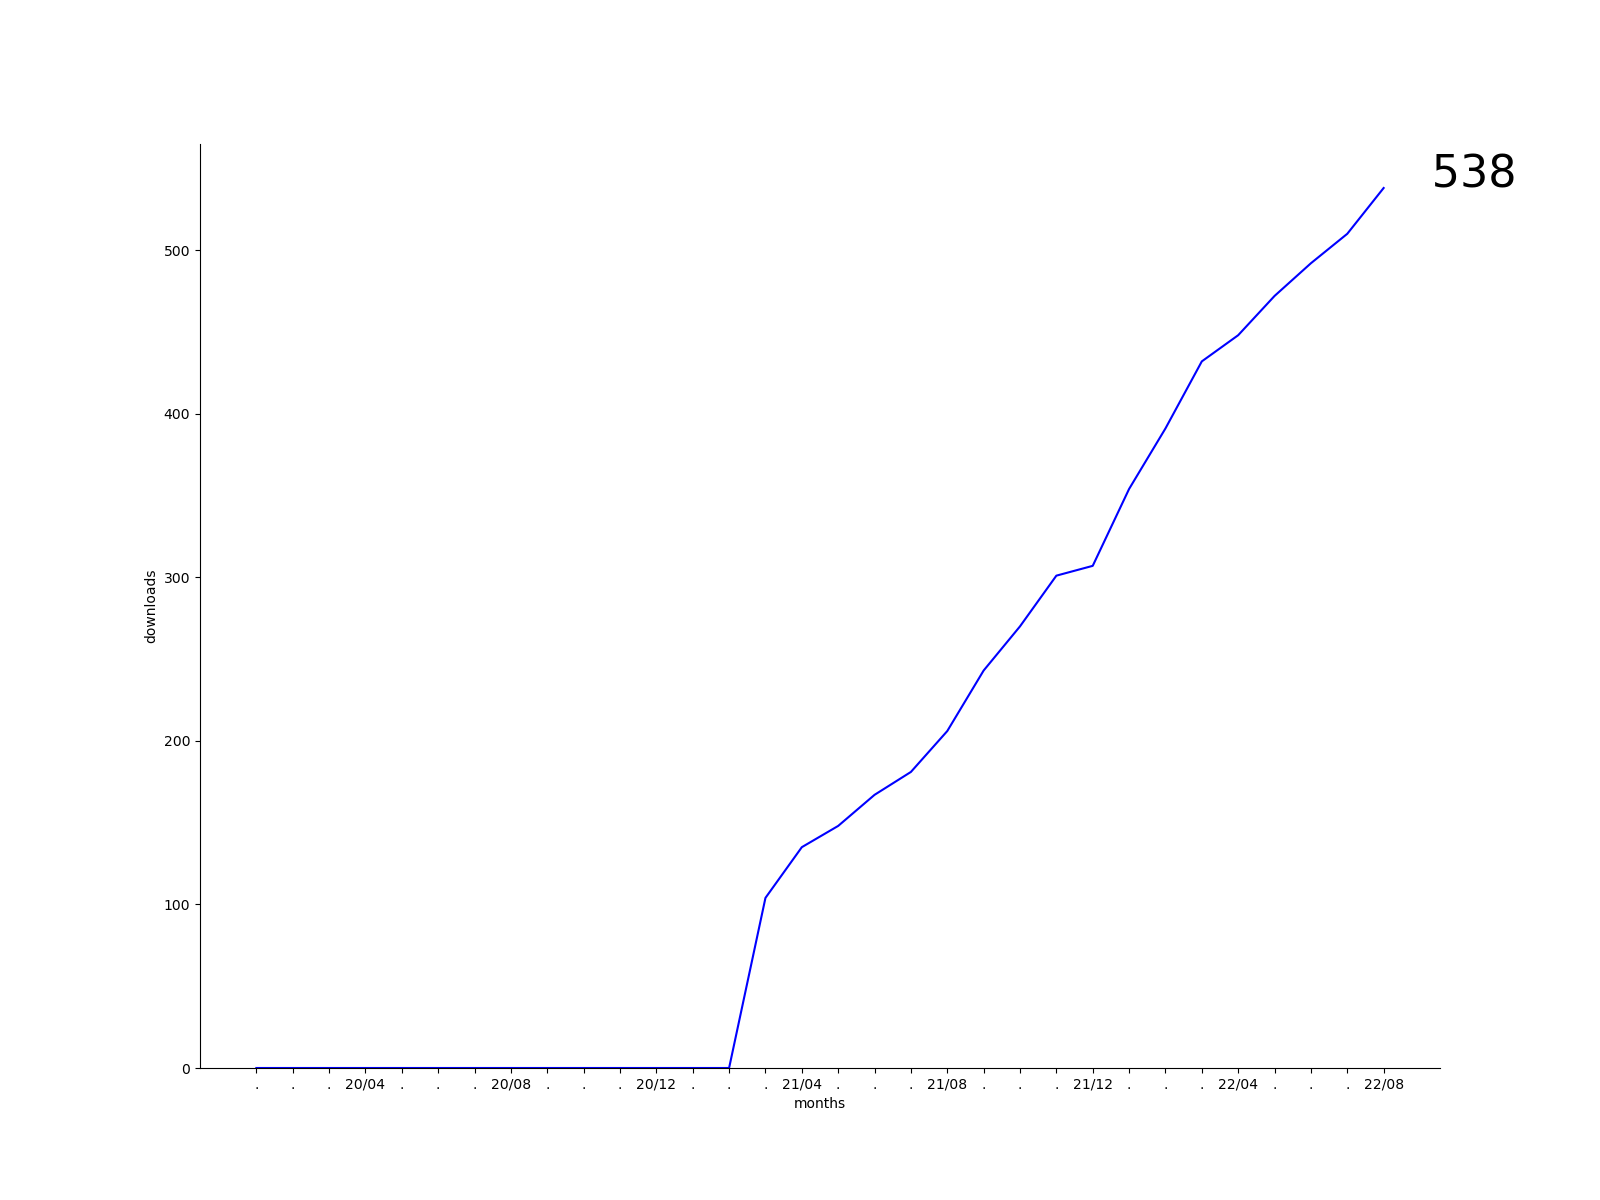 538
500
400
300
200
100
0
downloads
. . . 20/04 . . . 20/08 . . . 20/12 . . . 21/04 . . . 21/08 . . . 21/12 . . . 22/04 . . . 22/08
months